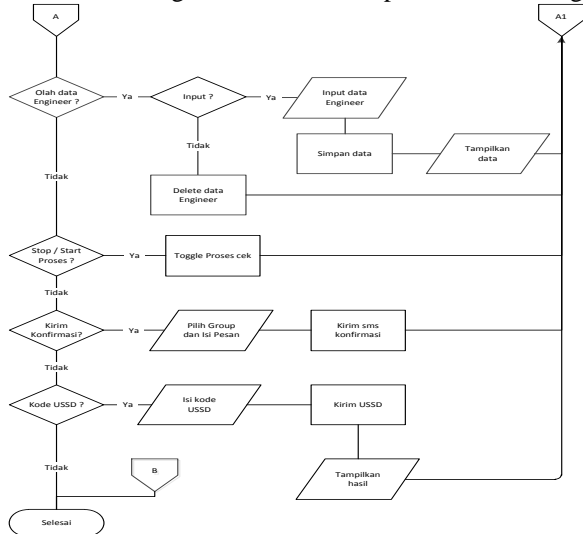 A
A1
Olah data
Engineer ?
Ya
Input ?
Ya
Input data
Engineer
Tidak
Simpan data
Tampilkan
data
Tidak
Delete data
Engineer
Stop / Start
Proses ?
Ya
Toggle Proses cek
Tidak
Kirim
Konfirmasi?
Ya
Pilih Group
dan Isi Pesan
Kirim sms
konfirmasi
Tidak
Kode USSD ?
Ya
Isi kode
USSD
Kirim USSD
Tidak
B
Tampilkan
hasil
Selesai